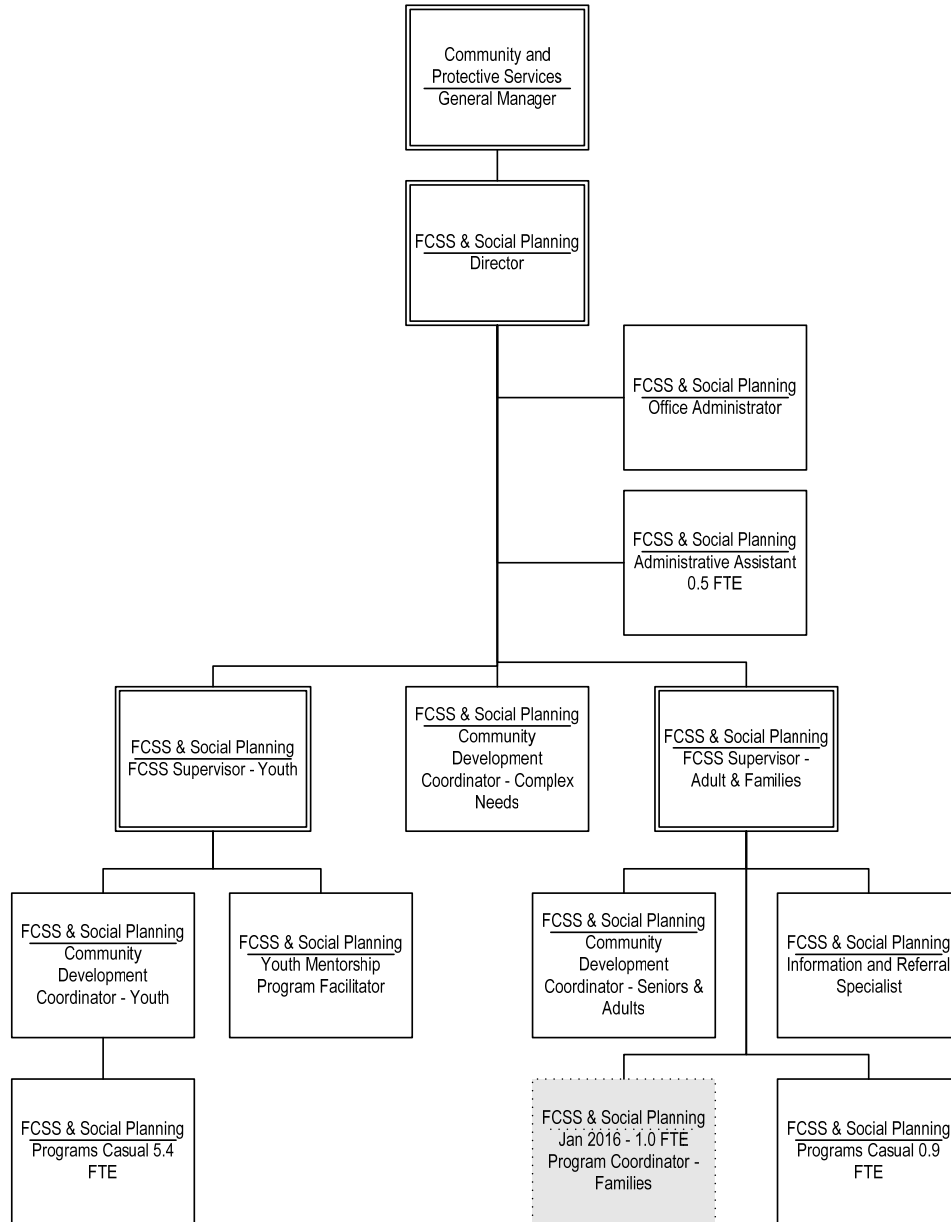 Community and
Protective Services
General Manager
FCSS & Social Planning
Director
FCSS & Social Planning
Office Administrator
FCSS & Social Planning
Administrative Assistant
0.5 FTE
FCSS & Social Planning
FCSS Supervisor - Youth
FCSS & Social Planning
Community
Development
Coordinator - Complex
Needs
FCSS & Social Planning
FCSS Supervisor -
Adult & Families
FCSS & Social Planning
Community
Development
Coordinator - Youth
FCSS & Social Planning
Youth Mentorship
Program Facilitator
FCSS & Social Planning
Community
Development
Coordinator - Seniors &
Adults
FCSS & Social Planning
Information and Referral
Specialist
FCSS & Social Planning
Programs Casual 5.4
FTE
FCSS & Social Planning
Jan 2016 - 1.0 FTE
Program Coordinator -
Families
FCSS & Social Planning
Programs Casual 0.9
FTE